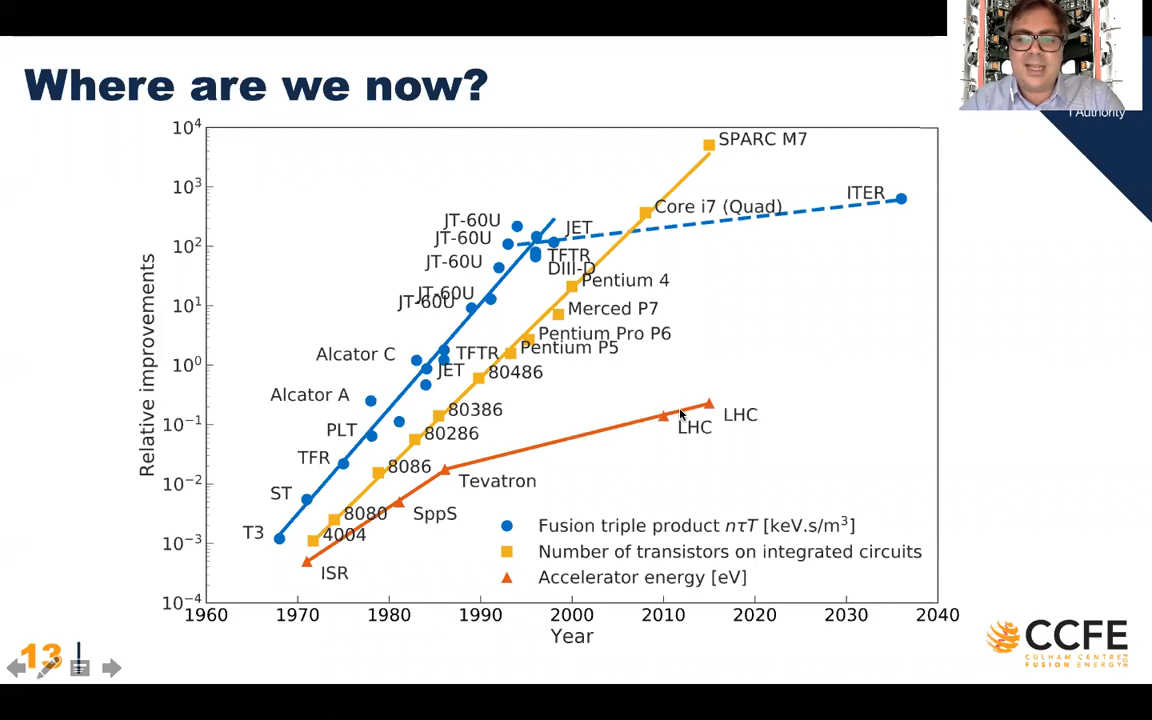 Where are we now?
Authority
10^4
10^3
10^2
10^1
10^0
10^−1
10^−2
10^−3
10^−4
Relative improvements
1960
1970
1980
1990
2000
2010
2020
2030
2040
Year
SPARC M7
ITER
Core i7 (Quad)
JT-60U
JET
JT-60U
TFTR
JT-60U
DIII-D
Pentium 4
JT-60U
JT-60U
Merced P7
Pentium Pro P6
Pentium P5
Alcator C
TFTR
JET
80486
Alcator A
80386
PLT
80286
TFR
8086
ST
8080
T3
4004
ISR
SppS
Tevatron
LHC
LHC
Fusion triple product nτT [keV.s/m³]
Number of transistors on integrated circuits
Accelerator energy [eV]
13
CCFE
CULHAM CENTRE FOR
FUSION ENERGY